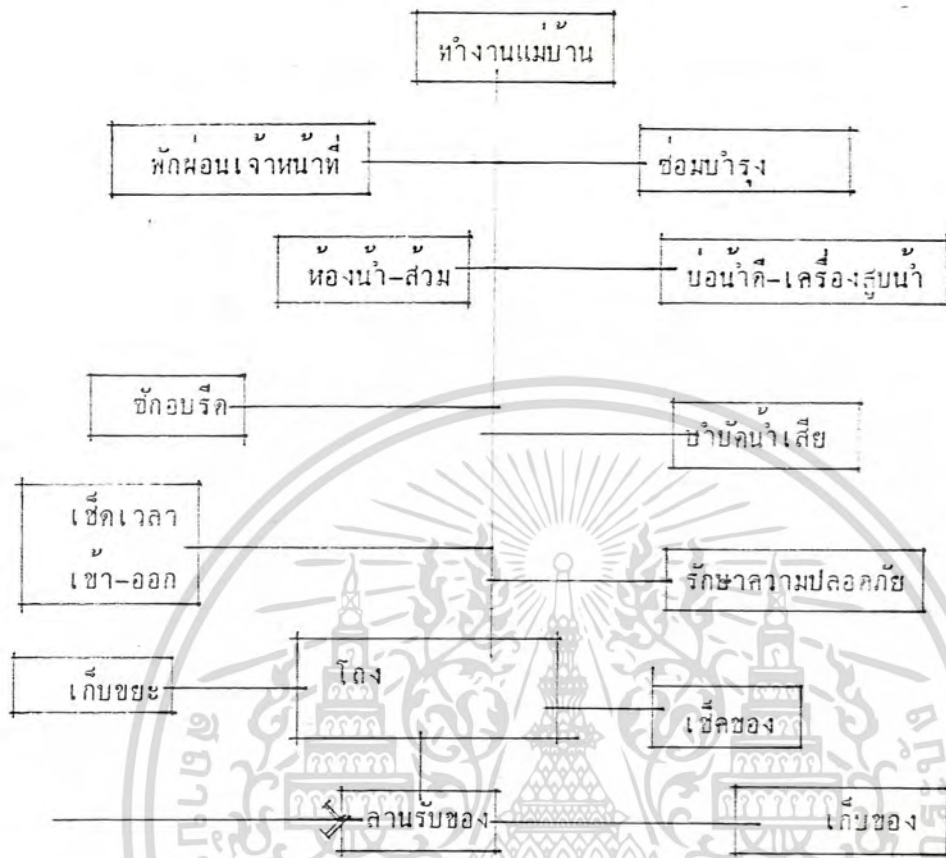 ทำงานแม่บ้าน
พักผ่อนเจ้าหน้าที่
ซ่อมบำรุง
ห้องน้ำ-ส้วม
บ่อน้ำดี-เครื่องสูบน้ำ
ซักอบรีด
บำบัดน้ำเสีย
เช็คเวลา
เข้า-ออก
รักษาความปลอดภัย
เก็บขยะ
โถง
เช็คของ
ลานรับของ
เก็บของ